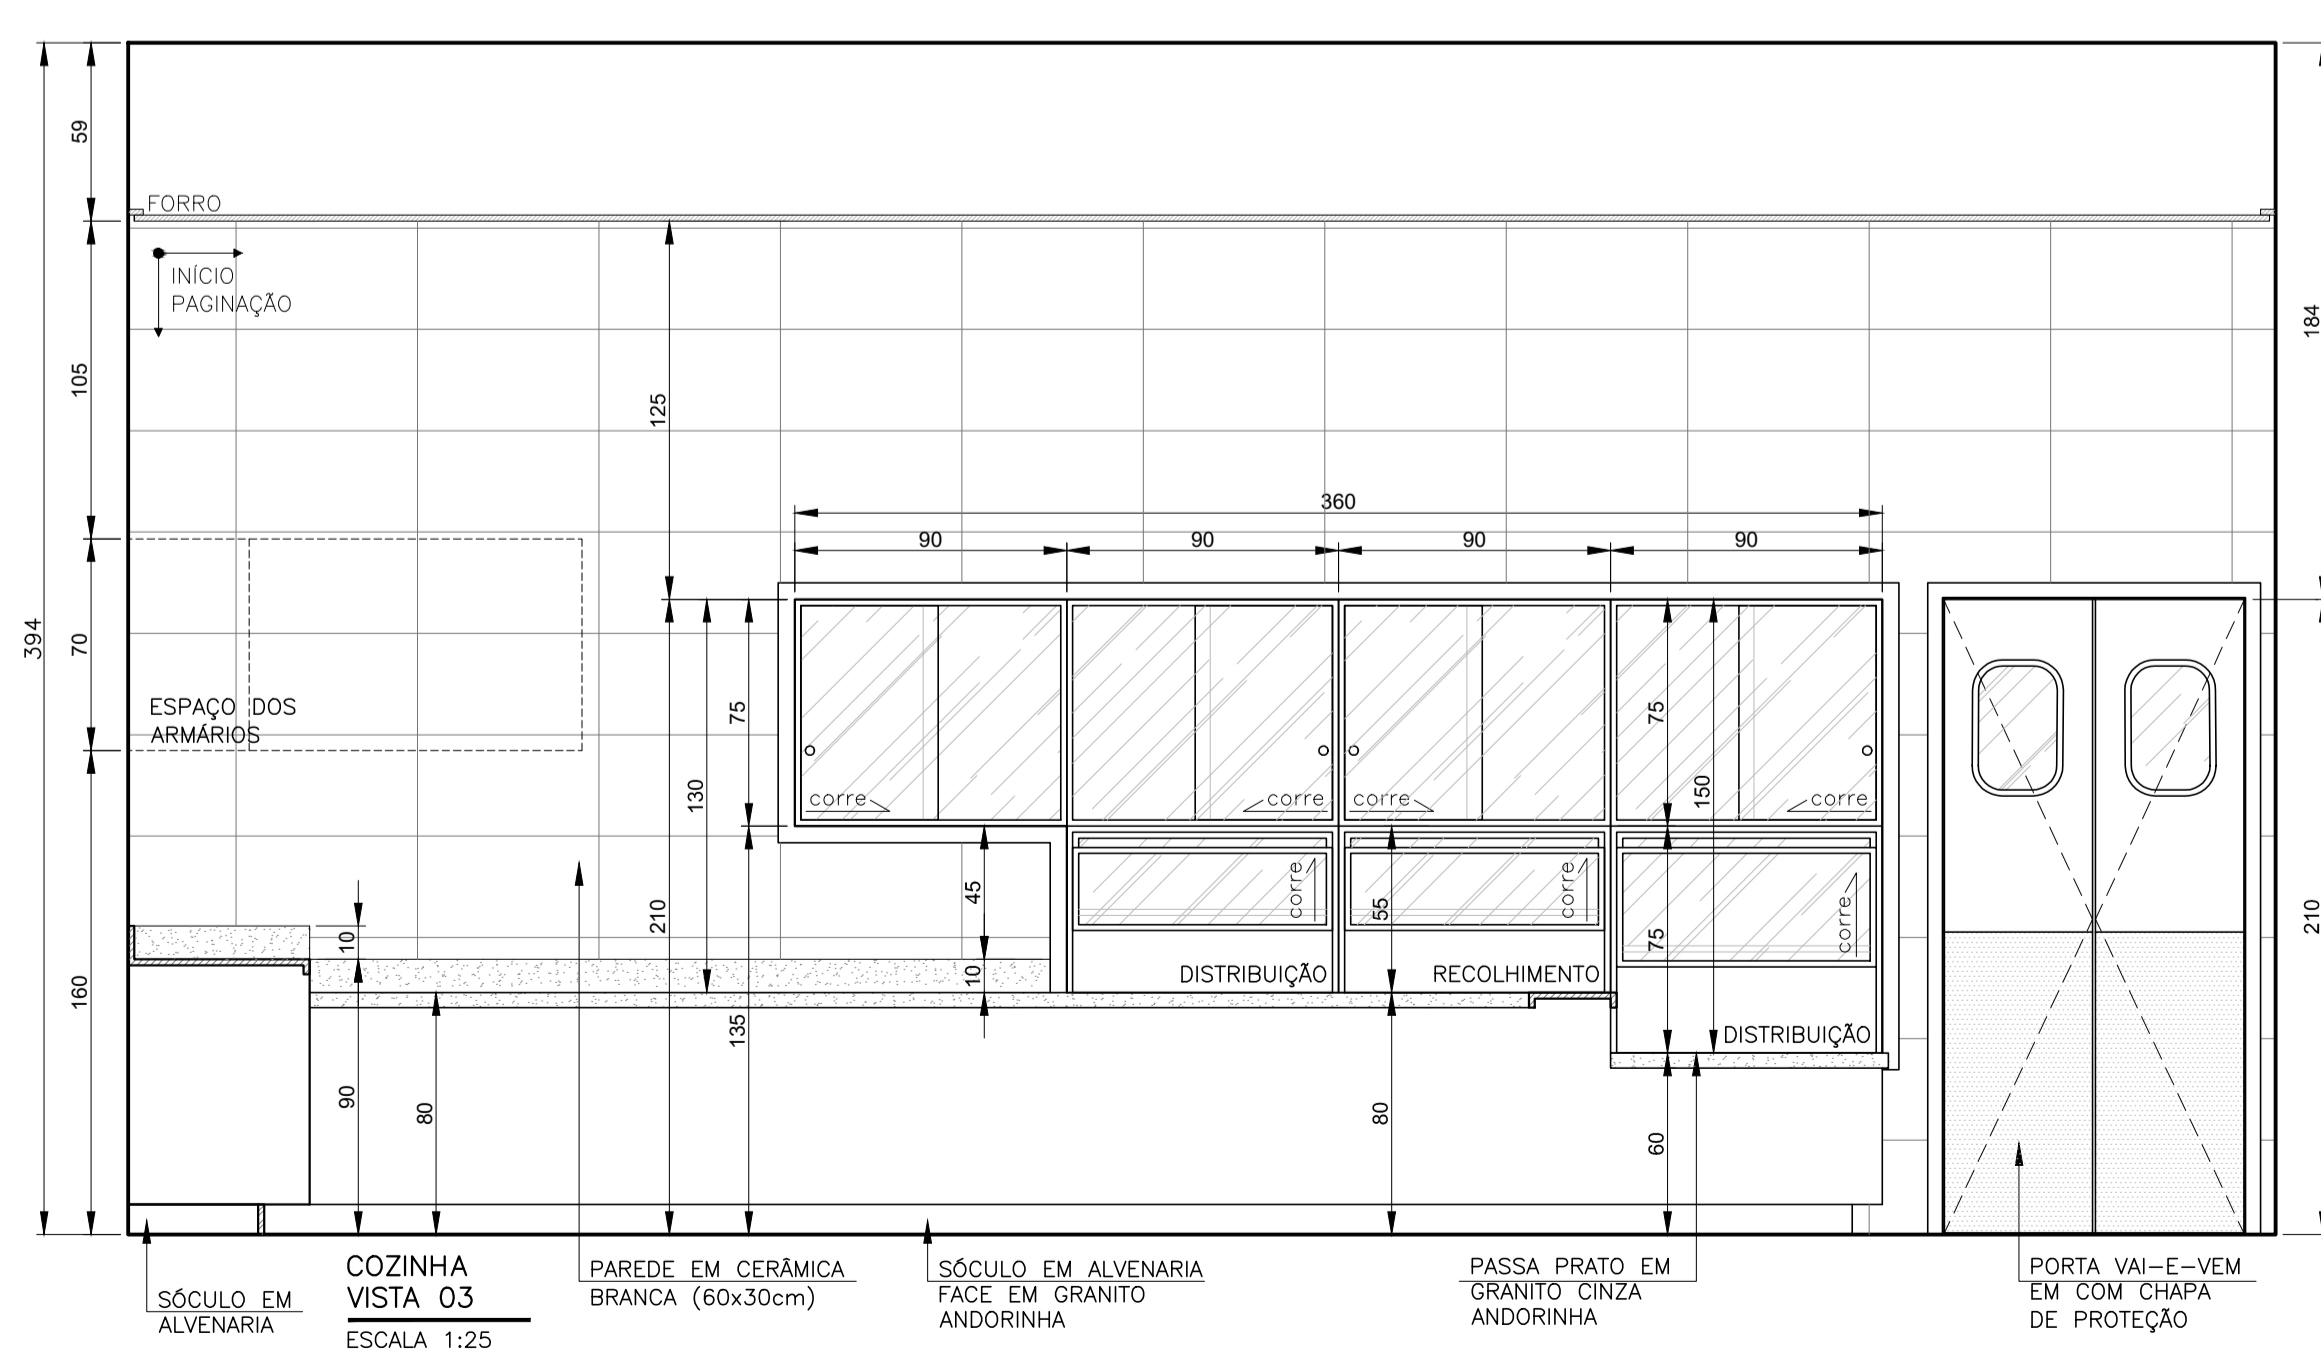 59
FORRO
INÍCIO
PAGINAÇÃO
184
105
125
360
90
90
90
90
394
70
ESPAÇO DOS
ARMÁRIOS
75
75
130
150
corre
corre
corre
corre
45
corre
corre
corre
55
75
210
210
10
10
DISTRIBUIÇÃO
RECOLHIMENTO
160
135
DISTRIBUIÇÃO
90
80
80
60
COZINHA
VISTA 03
ESCALA 1:25
SÓCULO EM
ALVENARIA
PAREDE EM CERÂMICA
BRANCA (60x30cm)
SÓCULO EM ALVENARIA
FACE EM GRANITO
ANDORINHA
PASSA PRATO EM
GRANITO CINZA
ANDORINHA
PORTA VAI-E-VEM
EM COM CHAPA
DE PROTEÇÃO